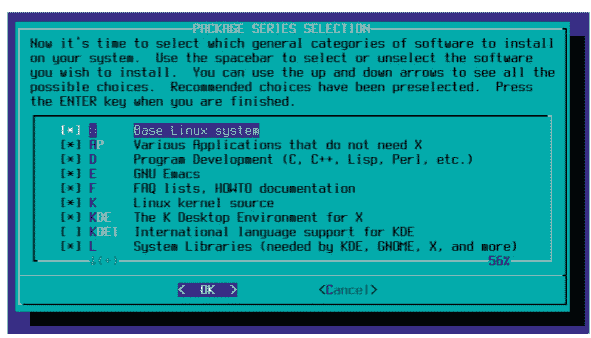 PACKAGE SERIES SELECTION
Now it's time to select which general categories of software to install
on your system.  Use the spacebar to select or unselect the software
you wish to install.  You can use the up and down arrows to see all the
possible choices.  Recommended choices have been preselected.  Press
the ENTER key when you are finished.
[*] Base Linux system
[*] AP Various Applications that do not need X
[*] D Program Development (C, C++, Lisp, Perl, etc.)
[*] E GNU Emacs
[*] F FAQ lists, HOWTO documentation
[*] K Linux kernel source
[*] KDE The K Desktop Environment for X
[ ] KDEI International language support for KDE
[*] L System Libraries (needed by KDE, GNOME, X, and more)
56%
< OK > <Cancel>